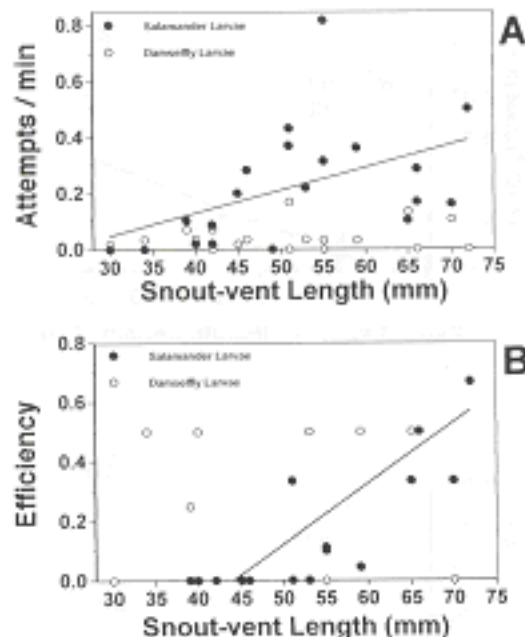 A
0.8
Salamander Larvae
Damselfly Larvae
0.6
0.4
0.2
0.0
Attempts / min
30 35 40 45 50 55 60 65 70 75
Snout-vent Length (mm)
B
0.8
Salamander Larvae
Damselfly Larvae
0.6
0.4
0.2
0.0
Efficiency
30 35 40 45 50 55 60 65 70 75
Snout-vent Length (mm)